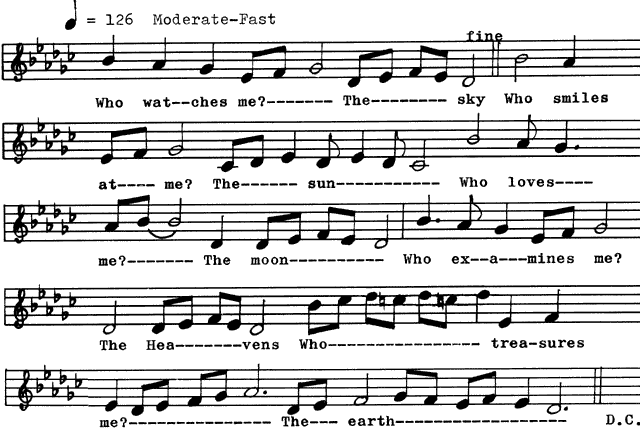 = 126 Moderate-Fast
fine
Who wat--ches me?------- The-------- sky Who smiles
at---- me? The------ sun----------- Who loves----
me?------- The moon---------- Who ex--a---mines me?
The Hea-------vens Who---------------- trea-sures
me?--------------- The--- earth------------------ D.C.